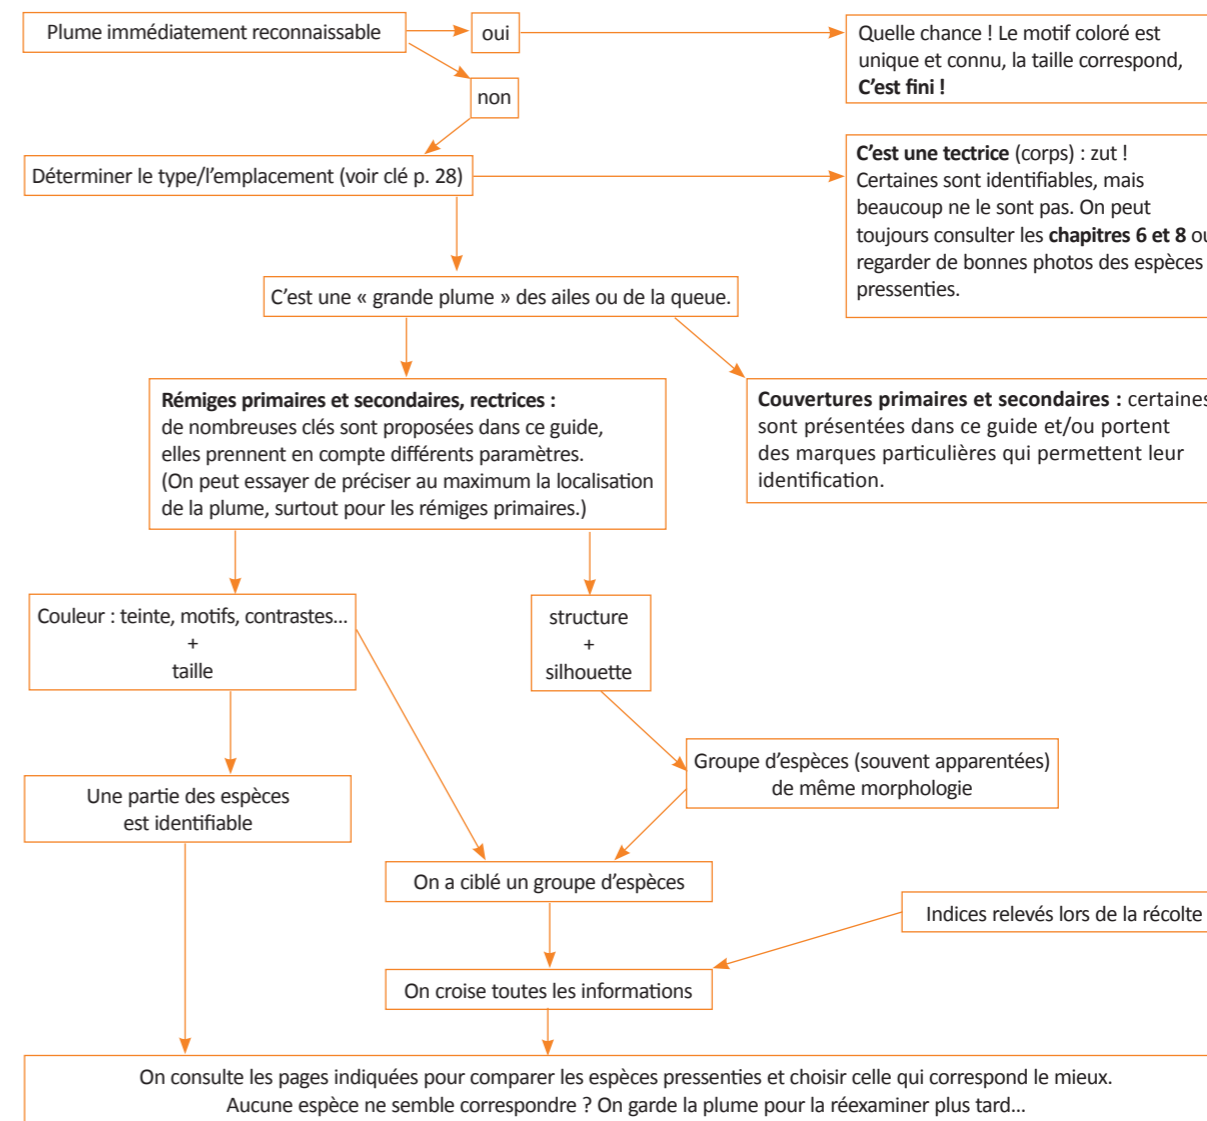 Plume immédiatement reconnaissable
oui
Quelle chance ! Le motif coloré est
unique et connu, la taille correspond,
C’est fini !
non
Déterminer le type/l’emplacement (voir clé p. 28)
C’est une tectrice (corps) : zut !
Certaines sont identifiables, mais
beaucoup ne le sont pas. On peut
toujours consulter les chapitres 6 et 8 ou
regarder de bonnes photos des espèces
pressenties.
C’est une « grande plume » des ailes ou de la queue.
Rémiges primaires et secondaires, rectrices :
de nombreuses clés sont proposées dans ce guide,
elles prennent en compte différents paramètres.
(On peut essayer de préciser au maximum la localisation
de la plume, surtout pour les rémiges primaires.)
Couvertures primaires et secondaires : certaines
sont présentées dans ce guide et/ou portent
des marques particulières qui permettent leur
identification.
Couleur : teinte, motifs, contrastes...
+
taille
structure
+
silhouette
Groupe d’espèces (souvent apparentées)
de même morphologie
Une partie des espèces
est identifiable
On a ciblé un groupe d’espèces
Indices relevés lors de la récolte
On croise toutes les informations
On consulte les pages indiquées pour comparer les espèces pressenties et choisir celle qui correspond le mieux.
Aucune espèce ne semble correspondre ? On garde la plume pour la réexaminer plus tard...